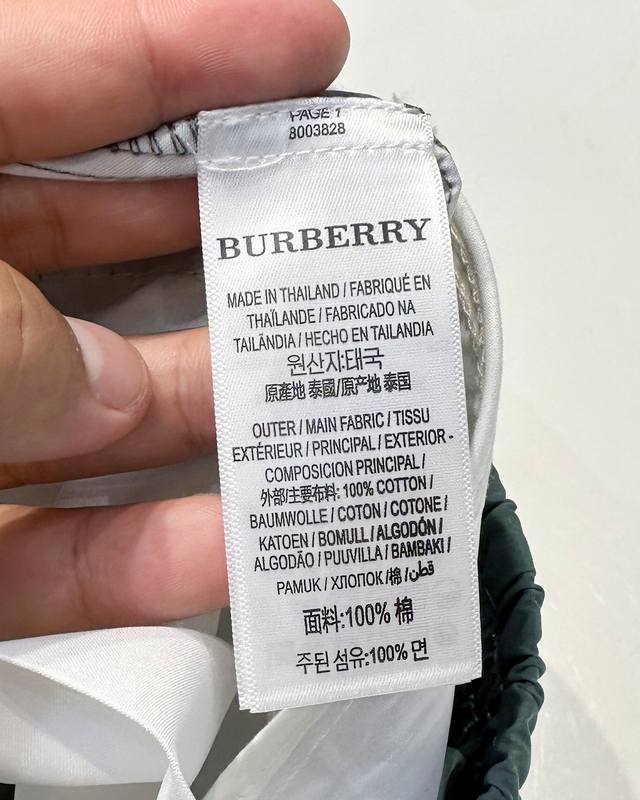 PAGE 1
8003828
BURBERRY
MADE IN THAILAND / FABRIQUÉ EN
THAÏLANDE / FABRICADO NA
TAILÂNDIA / HECHO EN TAILANDIA
원산지:태국
原產地 泰國/原产地 泰国
OUTER / MAIN FABRIC / TISSU
EXTÉRIEUR / PRINCIPAL / EXTERIOR -
COMPOSICION PRINCIPAL /
外部/主要布料: 100% COTTON /
BAUMWOLLE / COTON / COTONE /
KATOEN / BOMULL / ALGODÓN /
ALGODÃO / PUUVILLA / BAMBAKI /
PAMUK / ХЛОПОК /棉 / قطن
面料:100% 棉
주된 섬유:100% 면